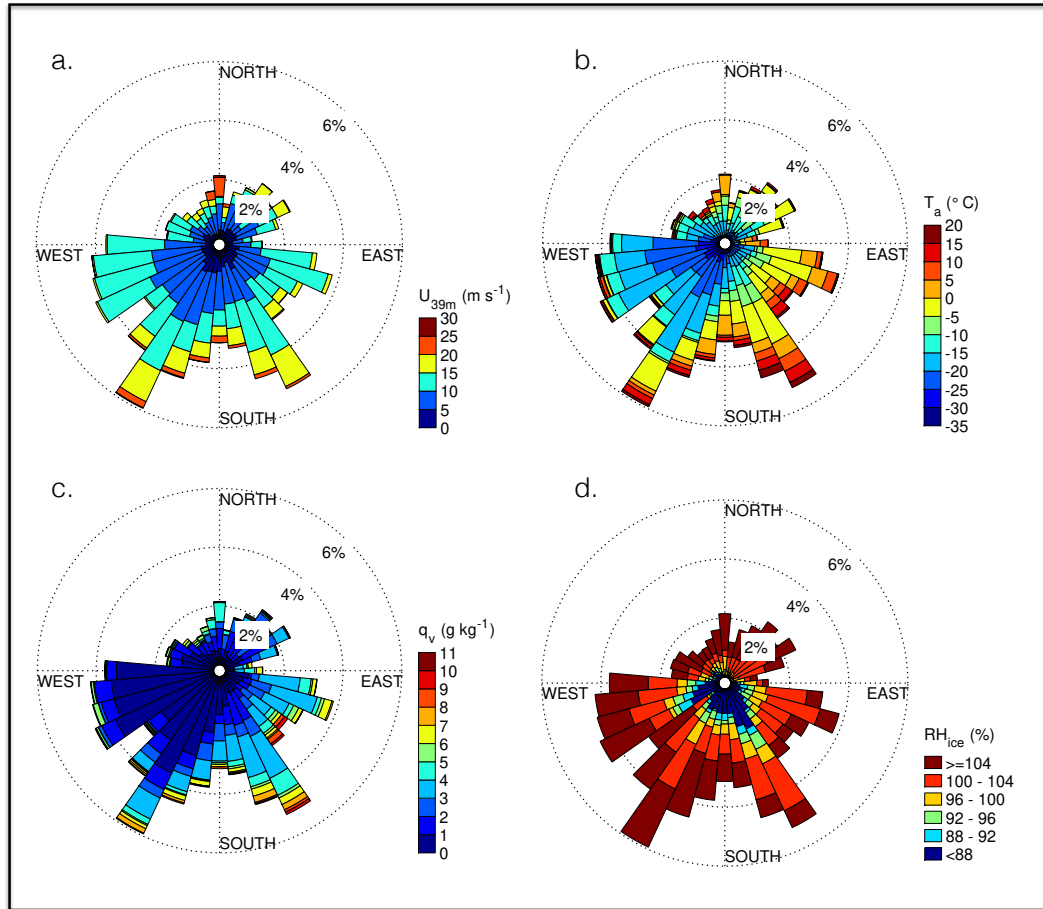 a.
NORTH
6%
4%
2%
WEST
EAST
SOUTH
U39m (m s-1)
30
25
20
15
10
5
0
b.
NORTH
6%
4%
2%
WEST
EAST
SOUTH
Ta (° C)
20
15
10
5
0
-5
-10
-15
-20
-25
-30
-35
c.
NORTH
6%
4%
2%
WEST
EAST
SOUTH
qv (g kg-1)
11
10
9
8
7
6
5
4
3
2
1
0
d.
NORTH
6%
4%
2%
WEST
EAST
SOUTH
RHice (%)
>=104
100 - 104
96 - 100
92 - 96
88 - 92
<88